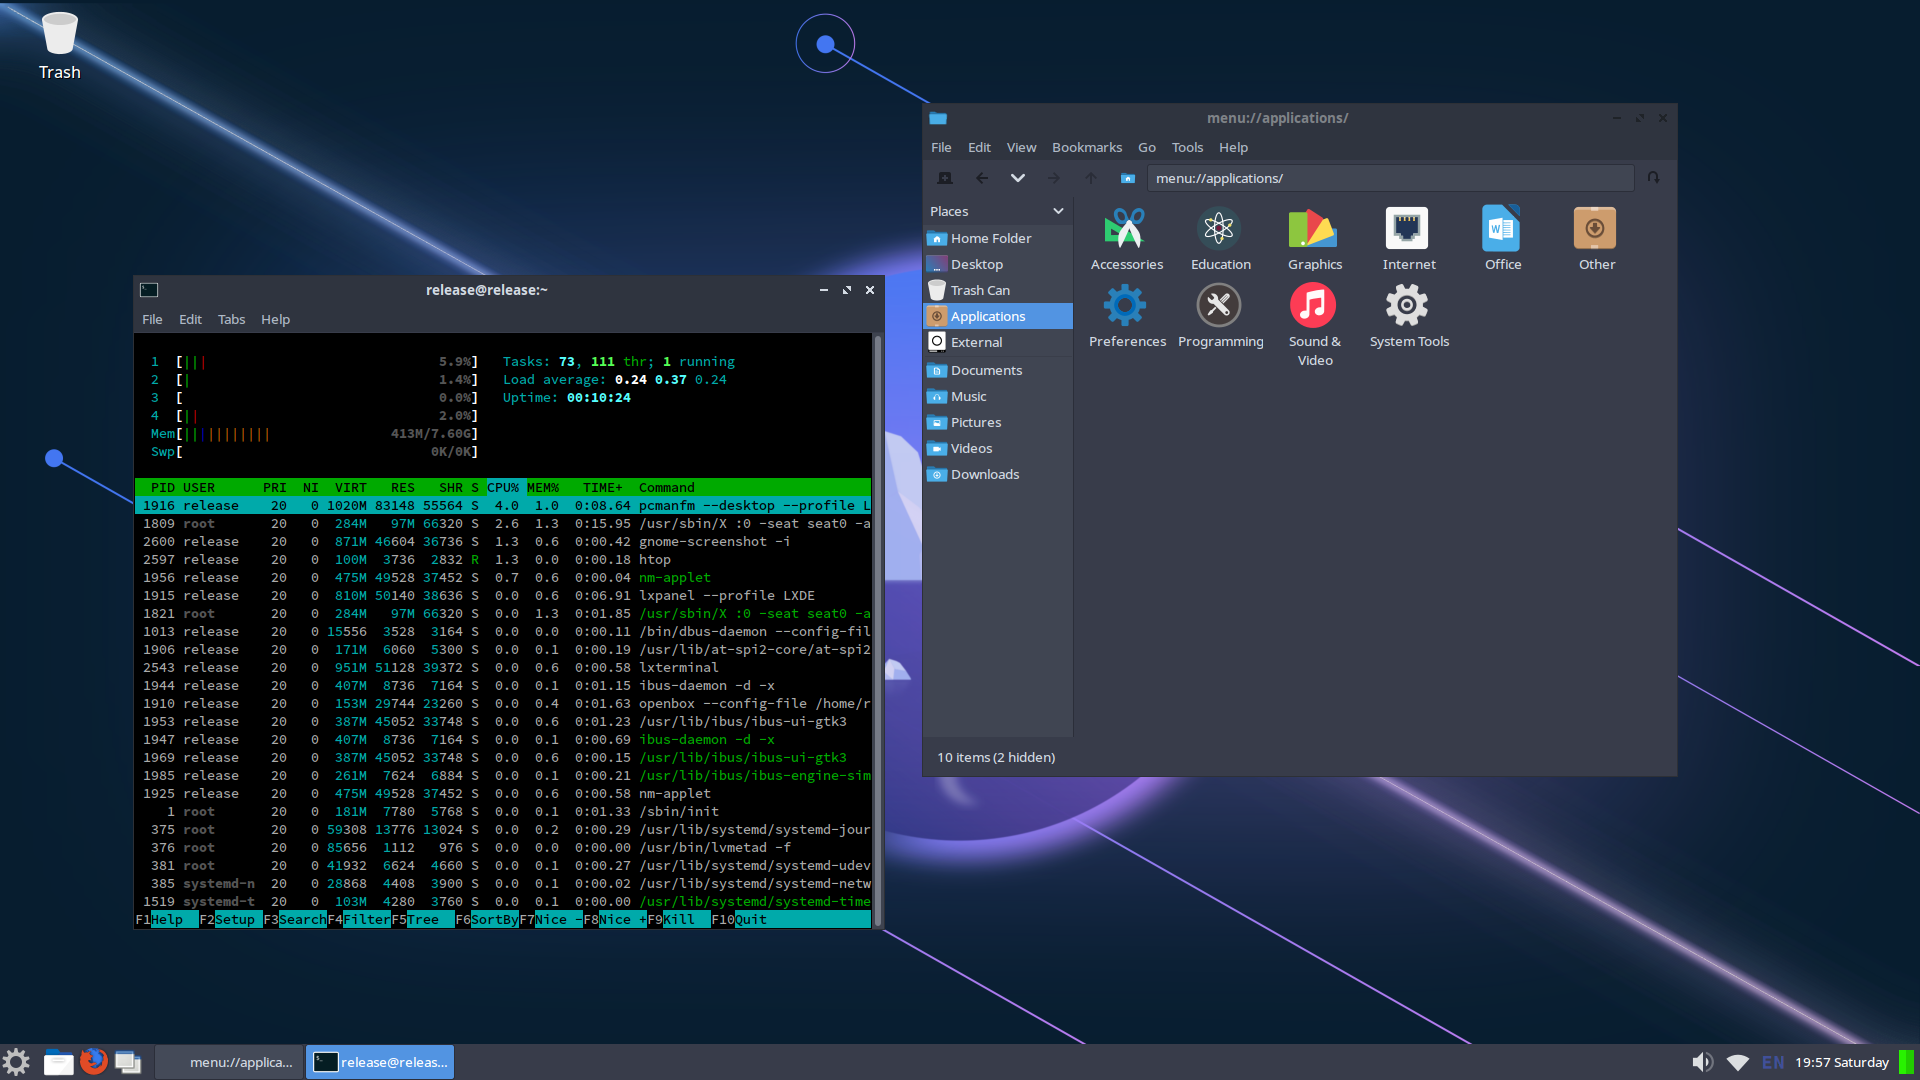 Trash
menu://applications/
File Edit View Bookmarks Go Tools Help
menu://applications/
Places
Home Folder
Desktop
Trash Can
Applications
External
Documents
Music
Pictures
Videos
Downloads
Accessories Education Graphics Internet Office Other
Preferences Programming Sound & Video System Tools
10 items (2 hidden)
release@release:~
File Edit Tabs Help
1 [||| 5.9%] Tasks: 73, 111 thr; 1 running
2 [| 1.4%] Load average: 0.24 0.37 0.24
3 [ 0.0%] Uptime: 00:10:24
4 [|| 2.0%]
Mem[||||||||||| 413M/7.60G]
Swp[ 0K/0K]
PID USER PRI NI VIRT RES SHR S CPU% MEM% TIME+ Command
1916 release 20 0 1020M 83148 55564 S 4.0 1.0 0:08.64 pcmanfm --desktop --profile L
1809 root 20 0 284M 97M 66320 S 2.6 1.3 0:15.95 /usr/sbin/X :0 -seat seat0 -a
2600 release 20 0 871M 46604 36736 S 1.3 0.6 0:00.42 gnome-screenshot -i
2597 release 20 0 100M 3736 2832 R 1.3 0.0 0:00.18 htop
1956 release 20 0 475M 49528 37452 S 0.7 0.6 0:00.04 nm-applet
1915 release 20 0 810M 50140 38636 S 0.0 0.6 0:06.91 lxpanel --profile LXDE
1821 root 20 0 284M 97M 66320 S 0.0 1.3 0:01.85 /usr/sbin/X :0 -seat seat0 -a
1013 release 20 0 15556 3528 3164 S 0.0 0.0 0:00.11 /bin/dbus-daemon --config-fil
1906 release 20 0 171M 6060 5300 S 0.0 0.1 0:00.19 /usr/lib/at-spi2-core/at-spi2
2543 release 20 0 951M 51128 39372 S 0.0 0.6 0:00.58 lxterminal
1944 release 20 0 407M 8736 7164 S 0.0 0.1 0:01.15 ibus-daemon -d -x
1910 release 20 0 153M 29744 23260 S 0.0 0.4 0:01.63 openbox --config-file /home/r
1953 release 20 0 387M 45052 33748 S 0.0 0.6 0:01.23 /usr/lib/ibus/ibus-ui-gtk3
1947 release 20 0 407M 8736 7164 S 0.0 0.1 0:00.69 ibus-daemon -d -x
1969 release 20 0 387M 45052 33748 S 0.0 0.6 0:00.15 /usr/lib/ibus/ibus-ui-gtk3
1985 release 20 0 261M 7624 6884 S 0.0 0.1 0:00.21 /usr/lib/ibus/ibus-engine-sim
1925 release 20 0 475M 49528 37452 S 0.0 0.6 0:00.58 nm-applet
1 root 20 0 181M 7780 5768 S 0.0 0.1 0:01.33 /sbin/init
375 root 20 0 59308 13776 13024 S 0.0 0.2 0:00.29 /usr/lib/systemd/systemd-jour
376 root 20 0 85656 1112 976 S 0.0 0.0 0:00.00 /usr/bin/lvmetad -f
381 root 20 0 41932 6624 4660 S 0.0 0.1 0:00.27 /usr/lib/systemd/systemd-udev
385 systemd-n 20 0 28868 4408 3900 S 0.0 0.1 0:00.02 /usr/lib/systemd/systemd-netw
1519 systemd-t 20 0 103M 4280 3760 S 0.0 0.1 0:00.00 /usr/lib/systemd/systemd-time
F1Help F2Setup F3SearchF4FilterF5Tree F6SortByF7Nice -F8Nice +F9Kill F10Quit
menu://applica... release@releas... EN 19:57 Saturday